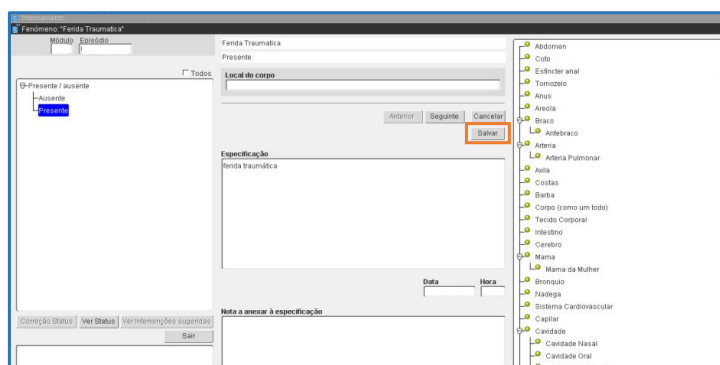 Internamento
Fenómeno: "Ferida Traumatica"
Módulo Episódio
Todos
Presente / ausente
Ausente
Presente
Correção Status Ver Status Ver Intervenções sugeridas
Sair
Ferida Traumatica
Presente
Local do corpo
Anterior Seguinte Cancelar
Salvar
Especificação
ferida traumática
Data Hora
Nota a anexar à especificação
Abdomen
Coto
Esfincter anal
Tornozelo
Anus
Areola
Braco
Antebraco
Arteria
Arteria Pulmonar
Axila
Costas
Barba
Corpo (como um todo)
Tecido Corporal
Intestino
Cerebro
Mama
Mama da Mulher
Bronquio
Nadega
Sistema Cardiovascular
Capilar
Cavidade
Cavidade Nasal
Cavidade Oral